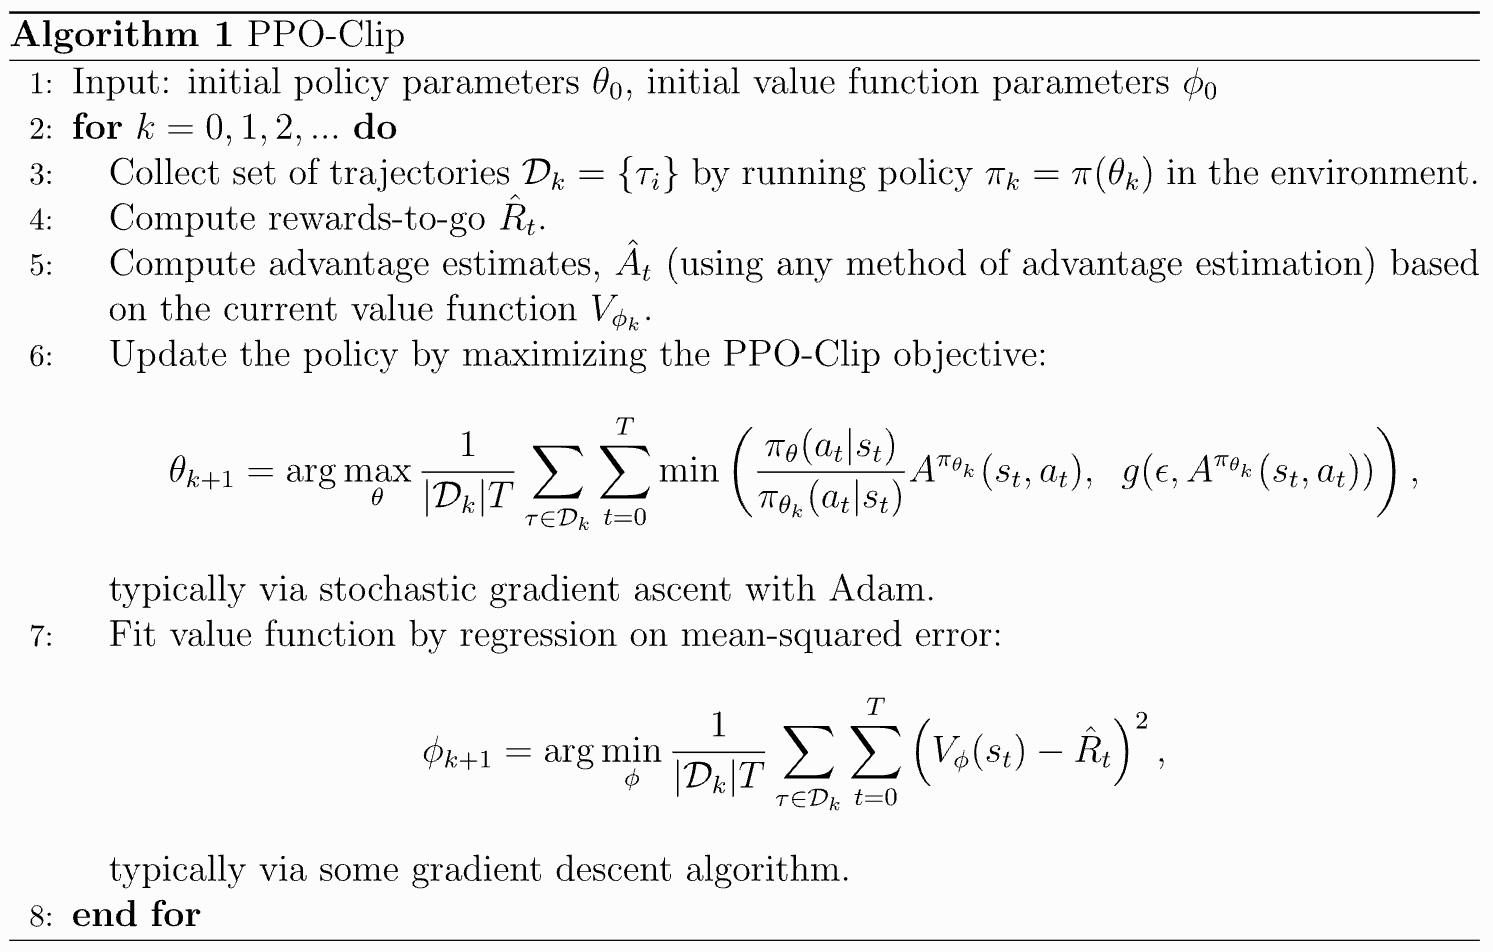 Algorithm 1 PPO-Clip
1: Input: initial policy parameters θ₀, initial value function parameters ϕ₀
2: for k = 0, 1, 2, ... do
3: Collect set of trajectories 𝒟ₖ = {τᵢ} by running policy πₖ = π(θₖ) in the environment.
4: Compute rewards-to-go R̂ₜ.
5: Compute advantage estimates, Âₜ (using any method of advantage estimation) based
on the current value function V_{ϕₖ}.
6: Update the policy by maximizing the PPO-Clip objective:
θ_{k+1} = arg max_θ \frac{1}{|𝒟ₖ|T} ∑_{τ∈𝒟ₖ} ∑_{t=0}^{T} min( \frac{π_θ(aₜ|sₜ)}{π_{θₖ}(aₜ|sₜ)} A^{π_{θₖ}}(sₜ, aₜ), g(ϵ, A^{π_{θₖ}}(sₜ, aₜ)) ),
typically via stochastic gradient ascent with Adam.
7: Fit value function by regression on mean-squared error:
ϕ_{k+1} = arg min_ϕ \frac{1}{|𝒟ₖ|T} ∑_{τ∈𝒟ₖ} ∑_{t=0}^{T} ( V_ϕ(sₜ) − R̂ₜ )²,
typically via some gradient descent algorithm.
8: end for